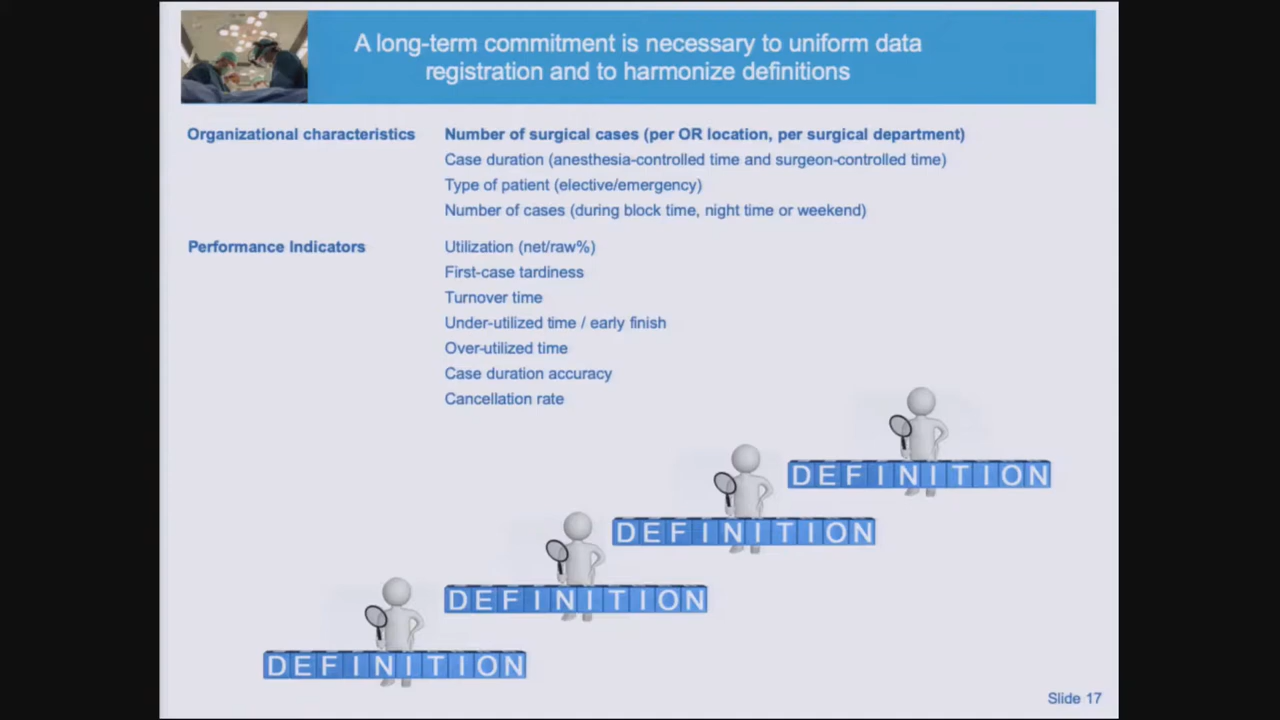 A long-term commitment is necessary to uniform data
registration and to harmonize definitions
Organizational characteristics
Number of surgical cases (per OR location, per surgical department)
Case duration (anesthesia-controlled time and surgeon-controlled time)
Type of patient (elective/emergency)
Number of cases (during block time, night time or weekend)
Performance Indicators
Utilization (net/raw%)
First-case tardiness
Turnover time
Under-utilized time / early finish
Over-utilized time
Case duration accuracy
Cancellation rate
DEFINITION
DEFINITION
DEFINITION
DEFINITION
Slide 17